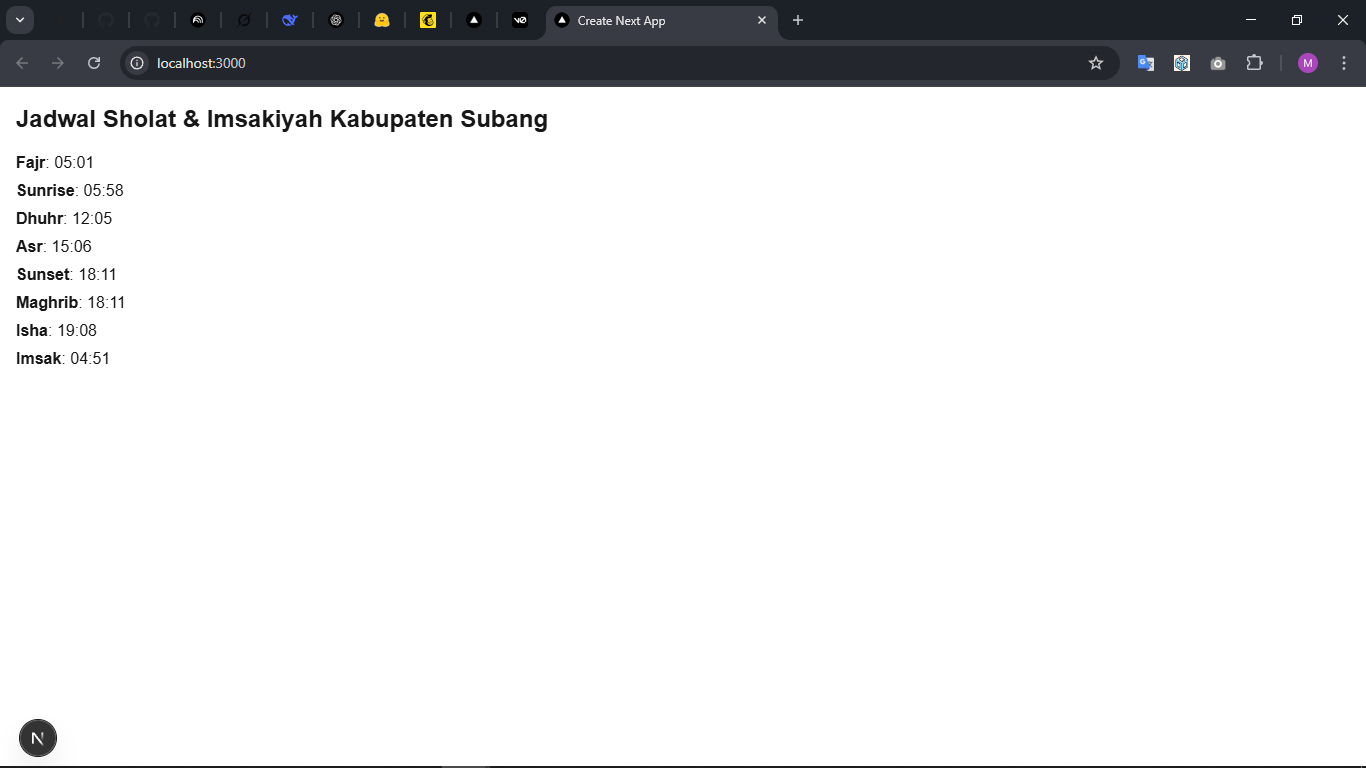 Create Next App
localhost:3000
M
Jadwal Sholat & Imsakiyah Kabupaten Subang
Fajr: 05:01
Sunrise: 05:58
Dhuhr: 12:05
Asr: 15:06
Sunset: 18:11
Maghrib: 18:11
Isha: 19:08
Imsak: 04:51
N